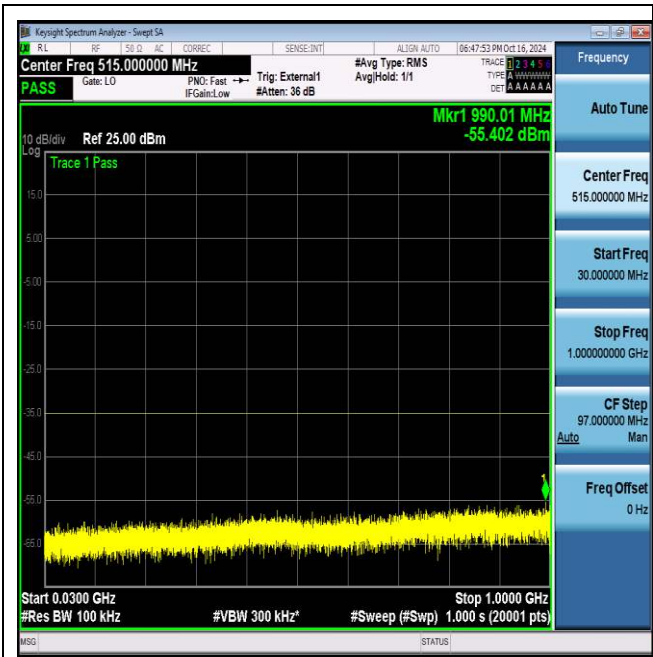 Keysight Spectrum Analyzer - Swept SA
RL RF 50 Ω AC CORREC SENSE:INT ALIGN AUTO 06:47:53 PM Oct 16, 2024
Center Freq 515.000000 MHz
#Avg Type: RMS
TRACE 1 2 3 4 5 6
PASS
Gate: LO
PNO: Fast
Trig: External1
Avg|Hold: 1/1
TYPE A
IFGain:Low
#Atten: 36 dB
DET A A A A A A
Mkr1 990.01 MHz
-55.402 dBm
10 dB/div Ref 25.00 dBm
Log
Trace 1 Pass
15.0
5.00
-5.00
-15.0
-25.0
-35.0
-45.0
-55.0
-65.0
1
Start 0.0300 GHz Stop 1.0000 GHz
#Res BW 100 kHz #VBW 300 kHz* #Sweep (#Swp) 1.000 s (20001 pts)
MSG STATUS
Frequency
Auto Tune
Center Freq
515.000000 MHz
Start Freq
30.000000 MHz
Stop Freq
1.000000000 GHz
CF Step
97.000000 MHz
Auto Man
Freq Offset
0 Hz